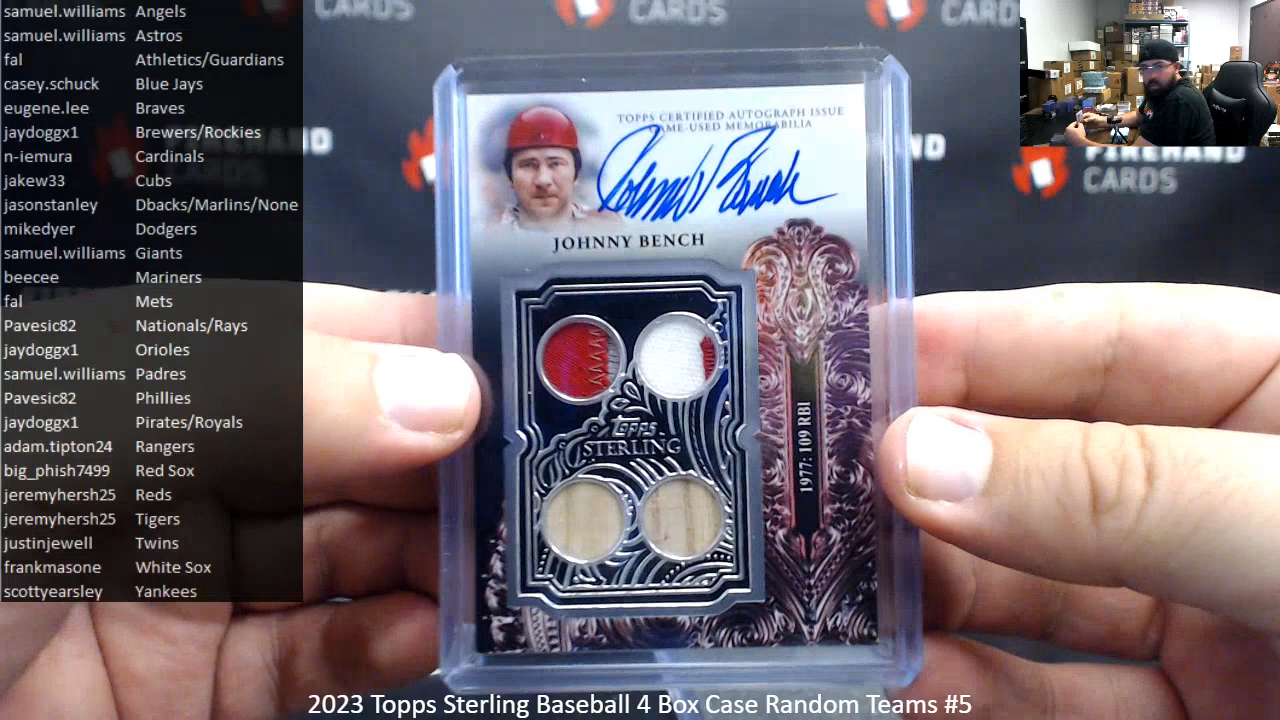 samuel.williams Angels
samuel.williams Astros
fal Athletics/Guardians
casey.schuck Blue Jays
eugene.lee Braves
jaydoggx1 Brewers/Rockies
n-iemura Cardinals
jakew33 Cubs
jasonstanley Dbacks/Marlins/None
mikedyer Dodgers
samuel.williams Giants
beecee Mariners
fal Mets
Pavesic82 Nationals/Rays
jaydoggx1 Orioles
samuel.williams Padres
Pavesic82 Phillies
jaydoggx1 Pirates/Royals
adam.tipton24 Rangers
big_phish7499 Red Sox
jeremyhersh25 Reds
jeremyhersh25 Tigers
justinjewell Twins
frankmasone White Sox
scottyearsley Yankees
CARDS
CARDS
CARDS
TOPPS CERTIFIED AUTOGRAPH ISSUE
GAME-USED MEMORABILIA
Johnny Bench
JOHNNY BENCH
Topps
STERLING
1977: 109 RBI
FIREHAND
CARDS
CARDS
2023 Topps Sterling Baseball 4 Box Case Random Teams #5